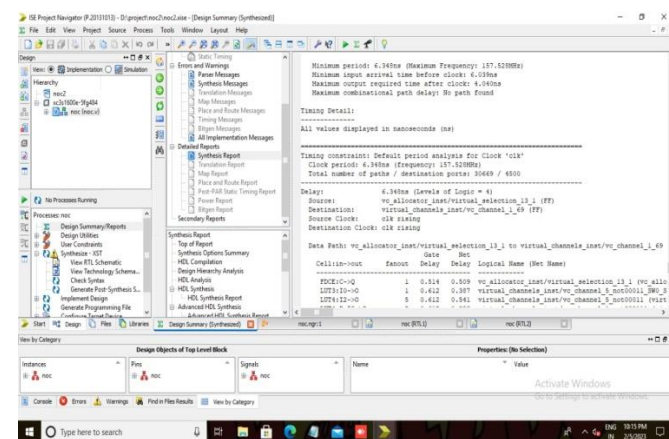 ISE Project Navigator (P.20131013) - D:\project\noc2\noc2.xise - [Design Summary (Synthesized)]
File Edit View Project Source Process Tools Window Layout Help
Design
View: Implementation Simulation
Hierarchy
noc2
xc3s1600e-5fg484
noc (noc.v)
No Processes Running
Processes: noc
Design Summary/Reports
Design Utilities
User Constraints
Synthesize - XST
View RTL Schematic
View Technology Schema...
Check Syntax
Generate Post-Synthesis S...
Implement Design
Generate Programming File
Configure Target Device
Start Design Files Libraries
Static Timing
Errors and Warnings
Parser Messages
Synthesis Messages
Translation Messages
Map Messages
Place and Route Messages
Timing Messages
Bitgen Messages
All Implementation Messages
Detailed Reports
Synthesis Report
Translation Report
Map Report
Place and Route Report
Post-PAR Static Timing Report
Power Report
Bitgen Report
Secondary Reports
Synthesis Report
Top of Report
Synthesis Options Summary
HDL Compilation
Design Hierarchy Analysis
HDL Analysis
HDL Synthesis
HDL Synthesis Report
Advanced HDL Synthesis
Advanced HDL Synthesis Report
Minimum period: 6.348ns (Maximum Frequency: 157.528MHz)
Minimum input arrival time before clock: 6.039ns
Maximum output required time after clock: 4.040ns
Maximum combinational path delay: No path found
Timing Detail:
--------------
All values displayed in nanoseconds (ns)
Timing constraint: Default period analysis for Clock 'clk'
Clock period: 6.348ns (frequency: 157.528MHz)
Total number of paths / destination ports: 30669 / 4500
Delay: 6.348ns (Levels of Logic = 4)
Source: vc_allocator_inst/virtual_selection_13_1 (FF)
Destination: virtual_channels_inst/vc_channel_1_69 (FF)
Source Clock: clk rising
Destination Clock: clk rising
Data Path: vc_allocator_inst/virtual_selection_13_1 to virtual_channels_inst/vc_channel_1_69
Gate Net
Cell:in->out fanout Delay Delay Logical Name (Net Name)
FDCE:C->Q 1 0.514 0.509 vc_allocator_inst/virtual_selection_13_1 (vc_allo
LUT3:I0->O 1 0.612 0.387 virtual_channels_inst/vc_channel_5_not00011_SW0_S
LUT4:I2->O 5 0.612 0.541 virtual_channels_inst/vc_channel_5_not00011 (virt
Design Summary (Synthesized) noc.ngr:1 noc (RTL1) noc (RTL2)
View by Category
Design Objects of Top Level Block Properties: (No Selection)
Instances Pins Signals Name Value
noc noc noc
Activate Windows
Go to Settings to activate Windows.
Console Errors Warnings Find in Files Results View by Category
Type here to search
ENG 10:15 PM
IN 2/5/2021